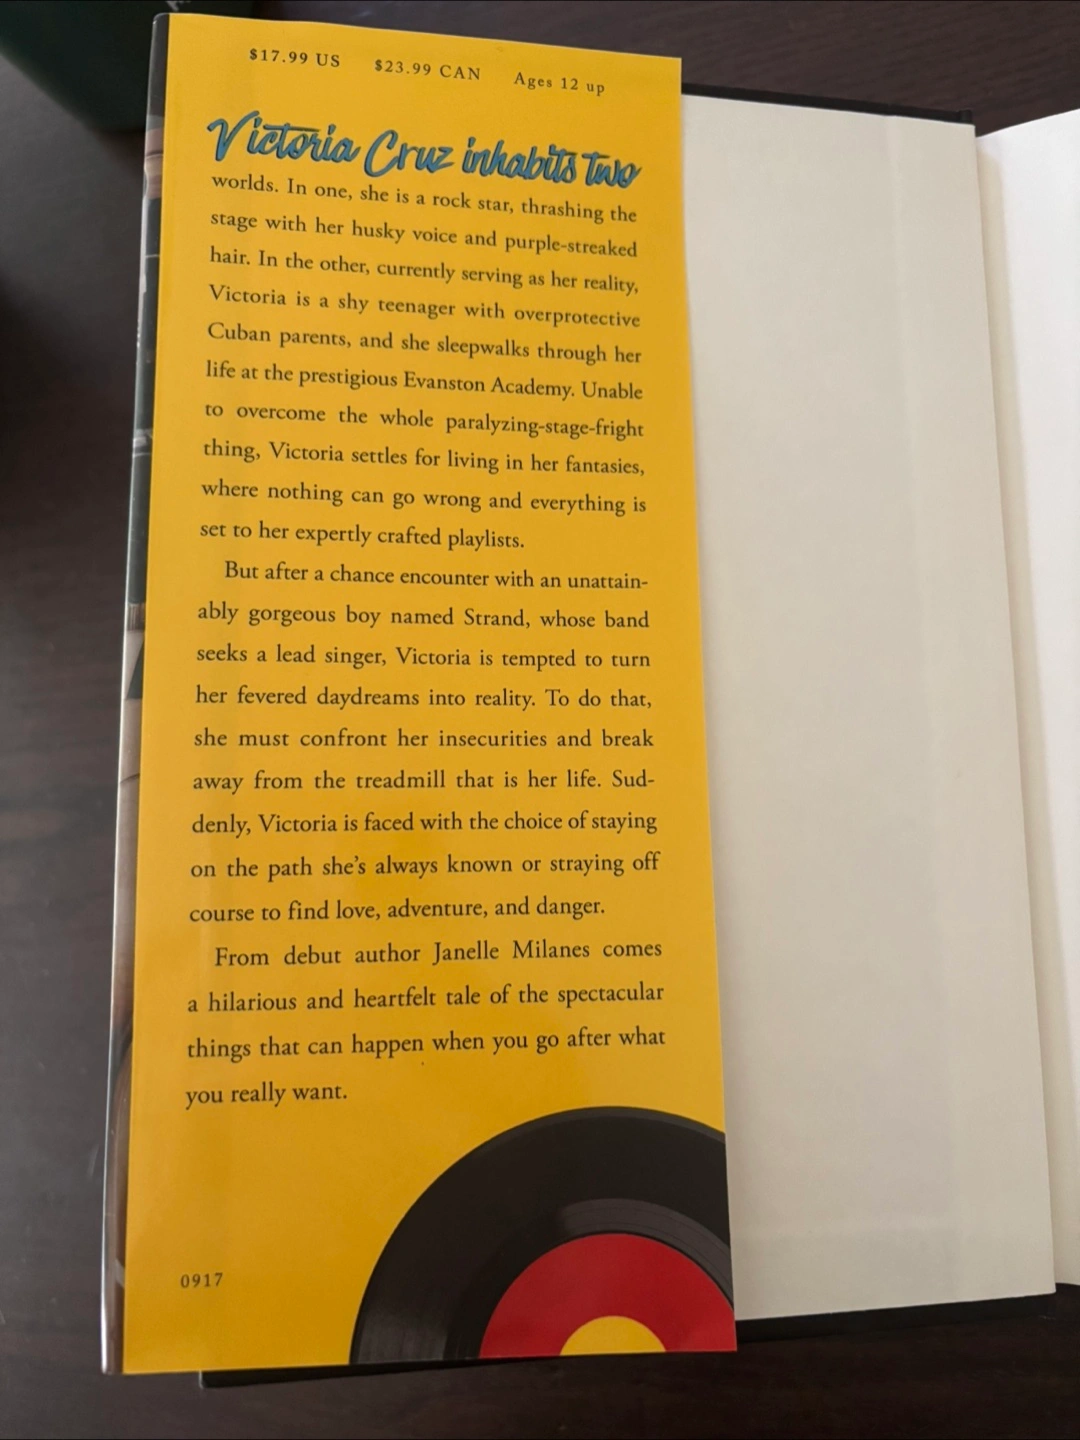 $17.99 US $23.99 CAN Ages 12 up
Victoria Cruz inhabits two
worlds. In one, she is a rock star, thrashing the
stage with her husky voice and purple-streaked
hair. In the other, currently serving as her reality,
Victoria is a shy teenager with overprotective
Cuban parents, and she sleepwalks through her
life at the prestigious Evanston Academy. Unable
to overcome the whole paralyzing-stage-fright
thing, Victoria settles for living in her fantasies,
where nothing can go wrong and everything is
set to her expertly crafted playlists.
But after a chance encounter with an unattain-
ably gorgeous boy named Strand, whose band
seeks a lead singer, Victoria is tempted to turn
her fevered daydreams into reality. To do that,
she must confront her insecurities and break
away from the treadmill that is her life. Sud-
denly, Victoria is faced with the choice of staying
on the path she's always known or straying off
course to find love, adventure, and danger.
From debut author Janelle Milanes comes
a hilarious and heartfelt tale of the spectacular
things that can happen when you go after what
you really want.
0917